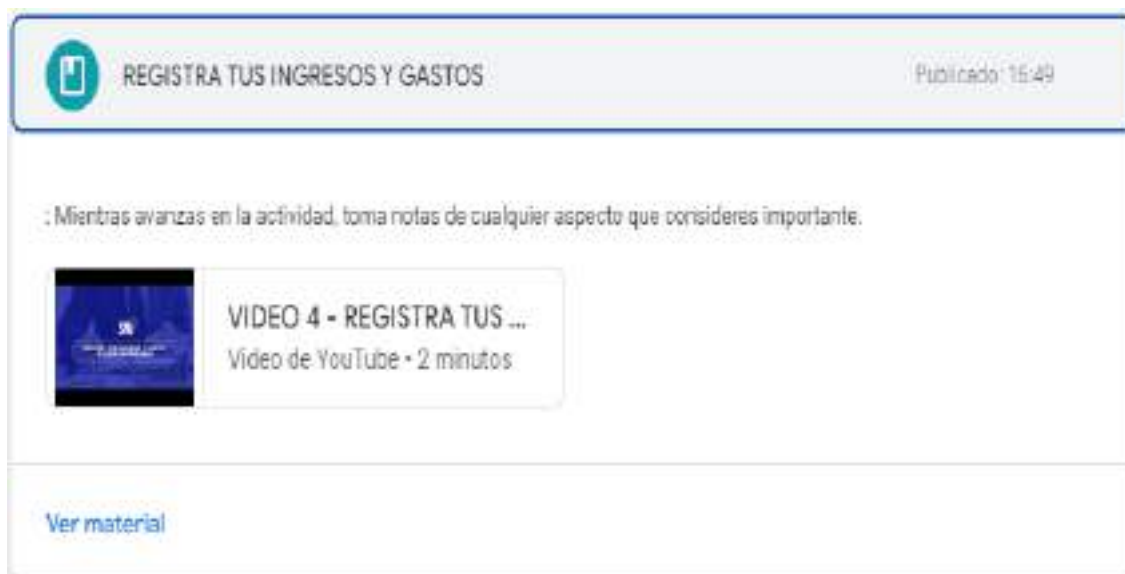 REGISTRA TUS INGRESOS Y GASTOS
Publicado: 16:49
: Mientras avanzas en la actividad, toma notas de cualquier aspecto que consideres importante.
VIDEO 4 - REGISTRA TUS ...
Video de YouTube • 2 minutos
Ver material